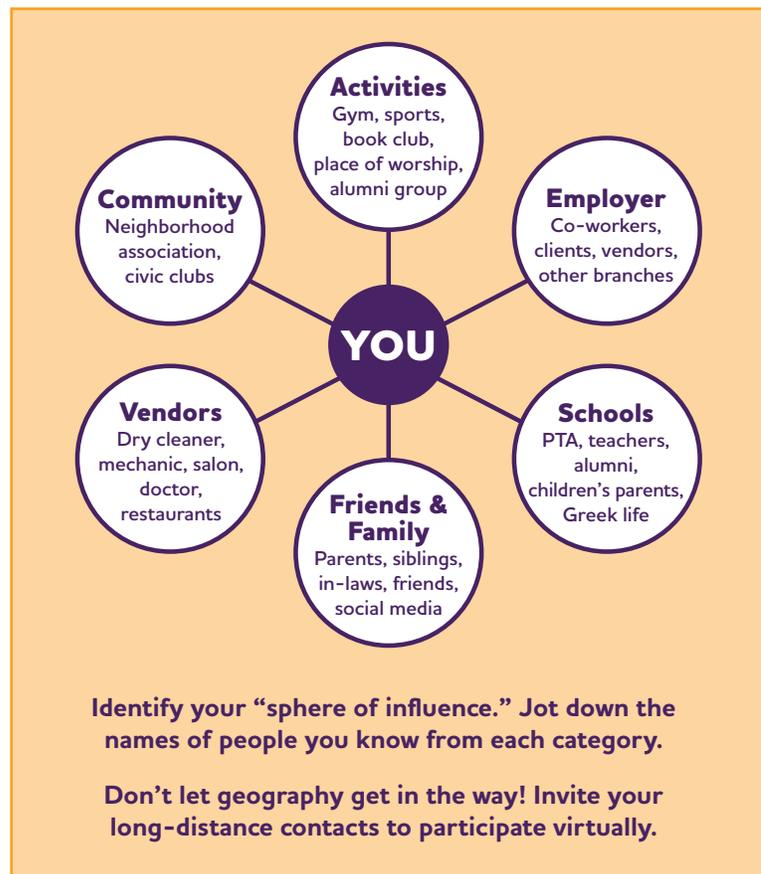 Activities
Gym, sports,
book club,
place of worship,
alumni group
Community
Neighborhood
association,
civic clubs
Employer
Co-workers,
clients, vendors,
other branches
YOU
Vendors
Dry cleaner,
mechanic, salon,
doctor,
restaurants
Schools
PTA, teachers,
alumni,
children’s parents,
Greek life
Friends &
Family
Parents, siblings,
in-laws, friends,
social media
Identify your “sphere of influence.” Jot down the
names of people you know from each category.
Don’t let geography get in the way! Invite your
long-distance contacts to participate virtually.